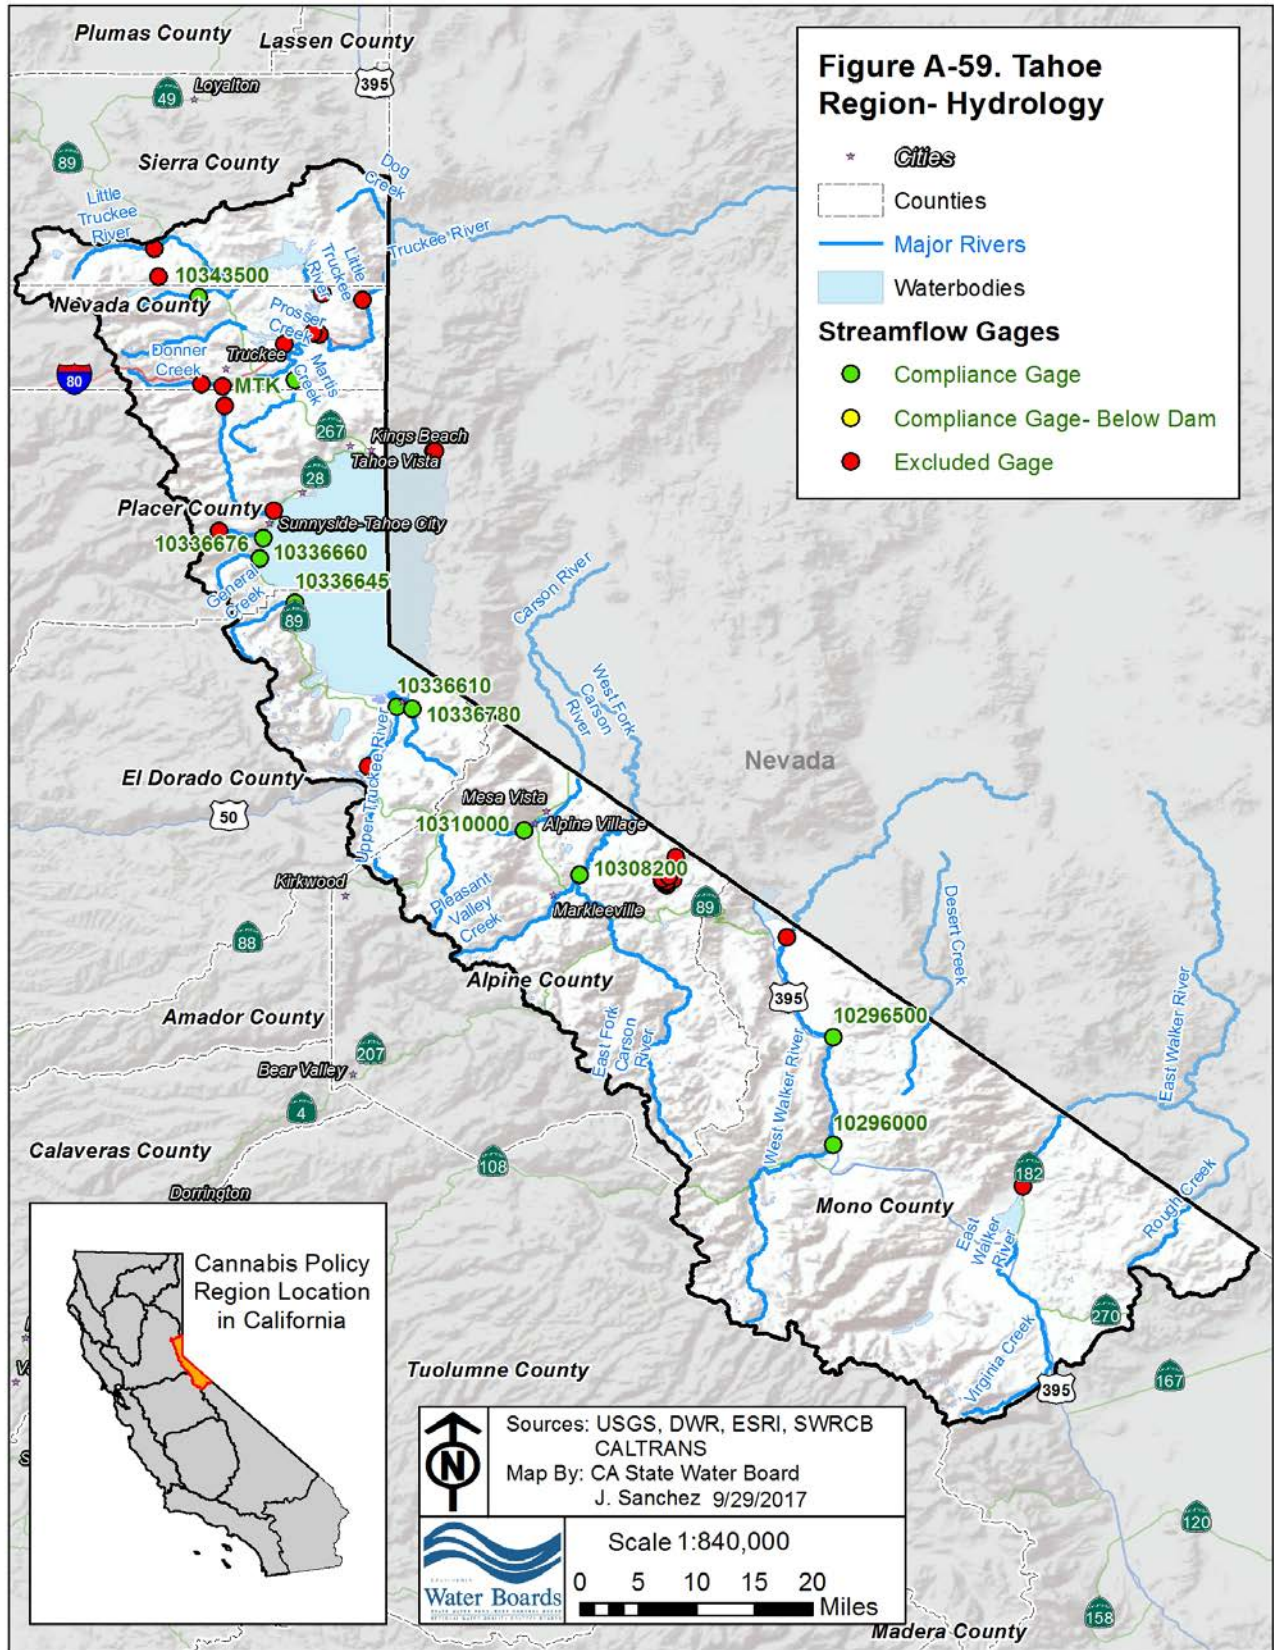 Plumas County
Lassen County
395
49
Loyalton
89
Sierra County
Dog
Creek
Little
Truckee
River
Truckee River
Little
Truckee
River
10343500
Nevada County
Prosser
Creek
Donner
Creek
Truckee
Martis
Creek
80
MTK
267
Kings Beach
Tahoe Vista
28
Placer County
Sunnyside-Tahoe City
10336676
10336660
General
Creek
10336645
89
Carson River
West Fork
Carson
River
10336610
10336780
Upper Truckee River
El Dorado County
50
Nevada
Mesa Vista
10310000
Alpine Village
10308200
Kirkwood
Pleasant
Valley
Creek
Markleeville
89
88
Desert Creek
Alpine County
395
Amador County
10296500
East Walker River
207
Bear Valley
East Fork
Carson
River
4
West Walker River
10296000
Calaveras County
108
182
Dorrington
Mono County
East
Walker
River
Rough Creek
270
Virginia Creek
Tuolumne County
395
167
120
158
Madera County
Figure A-59. Tahoe
Region- Hydrology
Cities
Counties
Major Rivers
Waterbodies
Streamflow Gages
Compliance Gage
Compliance Gage- Below Dam
Excluded Gage
Cannabis Policy
Region Location
in California
N
Sources: USGS, DWR, ESRI, SWRCB
CALTRANS
Map By: CA State Water Board
J. Sanchez 9/29/2017
Water Boards
Scale 1:840,000
0 5 10 15 20
Miles